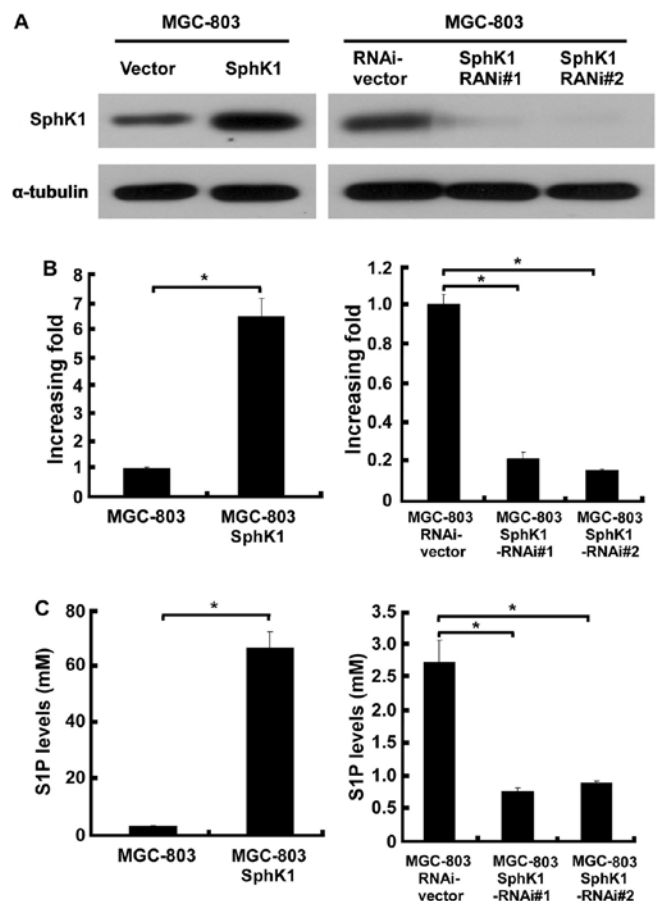 A
MGC-803
MGC-803
Vector
SphK1
RNAi-
vector
SphK1
RANi#1
SphK1
RANi#2
SphK1
α-tubulin
B
Increasing fold
8
7
6
5
4
3
2
1
0
*
MGC-803
MGC-803
SphK1
Increasing fold
1.2
1.0
0.8
0.6
0.4
0.2
0
*
*
MGC-803
RNAi-
vector
MGC-803
SphK1
-RNAi#1
MGC-803
SphK1
-RNAi#2
C
S1P levels (mM)
80
60
40
20
0
*
MGC-803
MGC-803
SphK1
S1P levels (mM)
3.5
3.0
2.5
2.0
1.5
1.0
0.5
0
*
*
MGC-803
RNAi-
vector
MGC-803
SphK1
-RNAi#1
MGC-803
SphK1
-RNAi#2